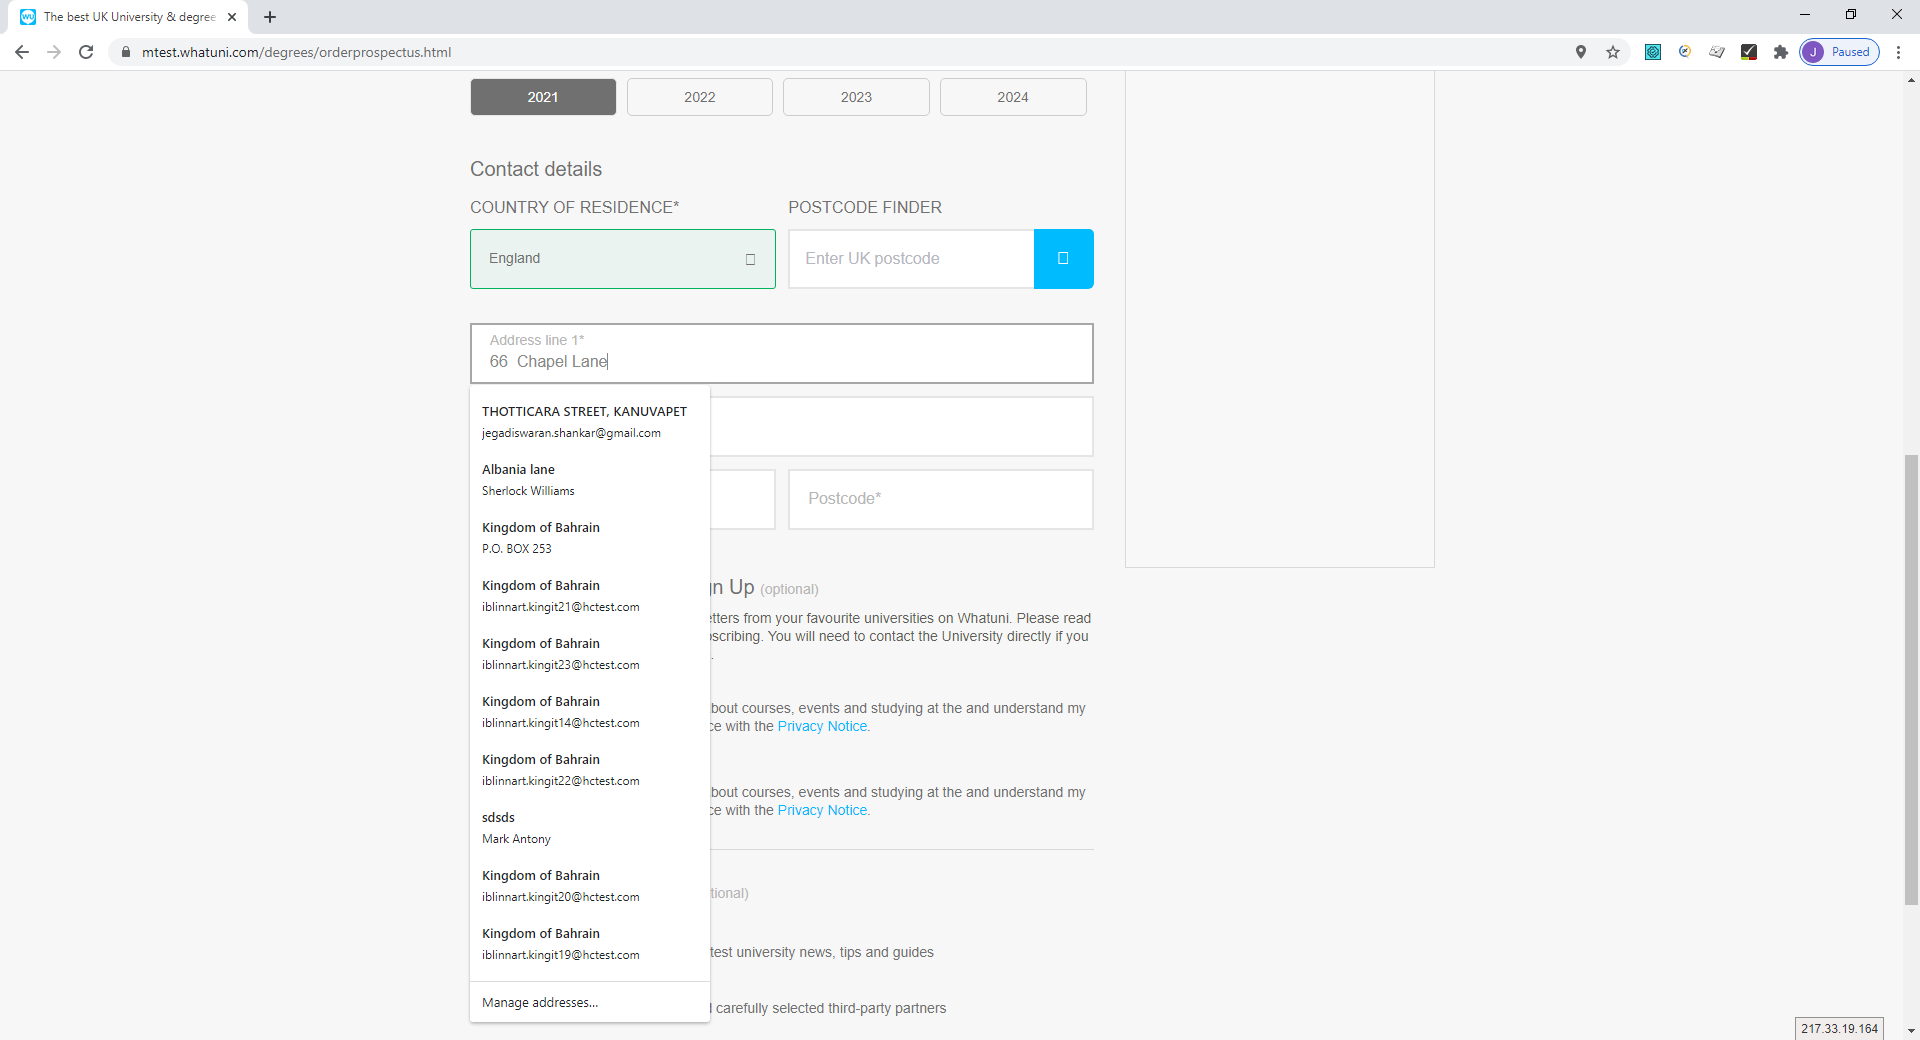 The best UK University & degree
mtest.whatuni.com/degrees/orderprospectus.html
J Paused
2021 2022 2023 2024
Contact details
COUNTRY OF RESIDENCE* POSTCODE FINDER
England Enter UK postcode
Address line 1*
66 Chapel Lane
THOTTICARA STREET, KANUVAPET
jegadiswaran.shankar@gmail.com
Albania lane
Sherlock Williams
Postcode*
Kingdom of Bahrain
P.O. BOX 253
Kingdom of Bahrain
iblinnart.kingit21@hctest.com
Kingdom of Bahrain
iblinnart.kingit23@hctest.com
Kingdom of Bahrain
iblinnart.kingit14@hctest.com
Kingdom of Bahrain
iblinnart.kingit22@hctest.com
sdsds
Mark Antony
Kingdom of Bahrain
iblinnart.kingit20@hctest.com
Kingdom of Bahrain
iblinnart.kingit19@hctest.com
Manage addresses...
Up (optional)
from your favourite universities on Whatuni. Please read
You will need to contact the University directly if you
courses, events and studying at the and understand my
with the Privacy Notice.
courses, events and studying at the and understand my
with the Privacy Notice.
university news, tips and guides
carefully selected third-party partners
217.33.19.164